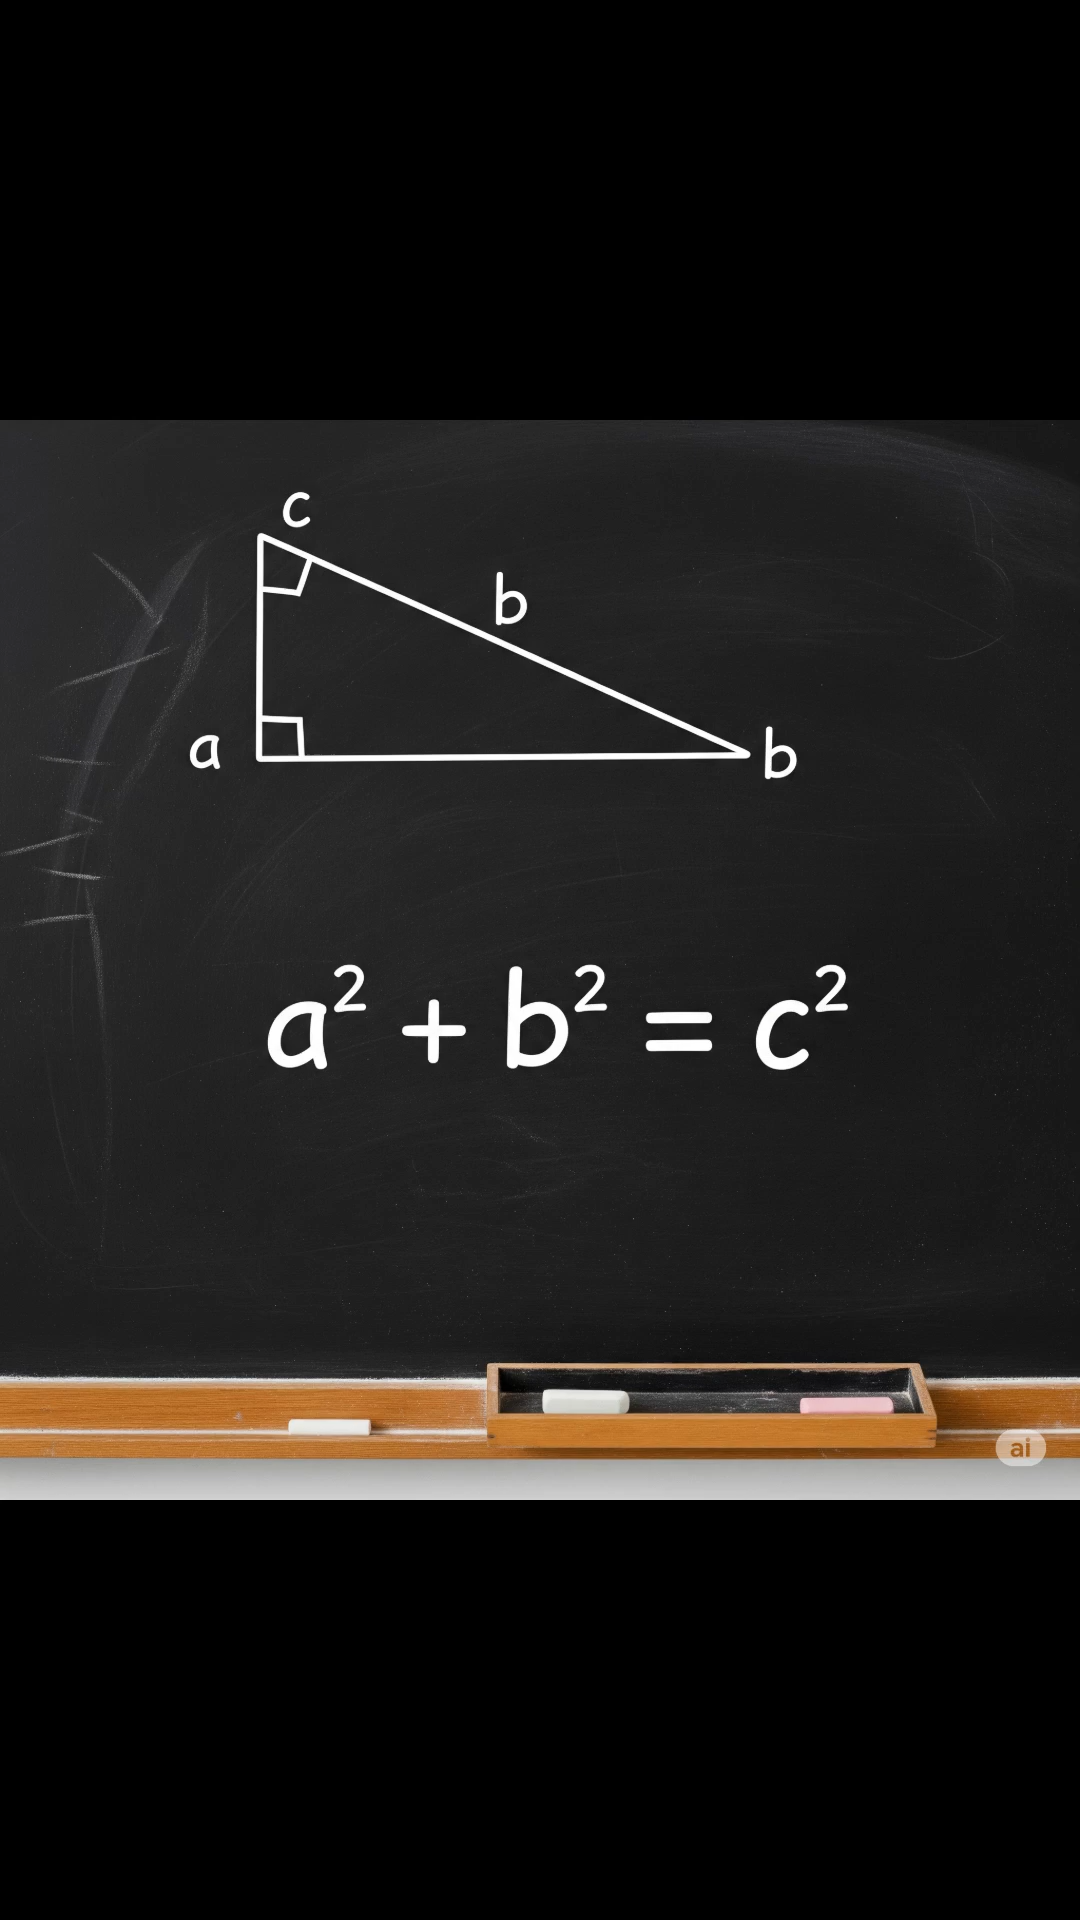 c
b
a
b
a² + b² = c²
ai